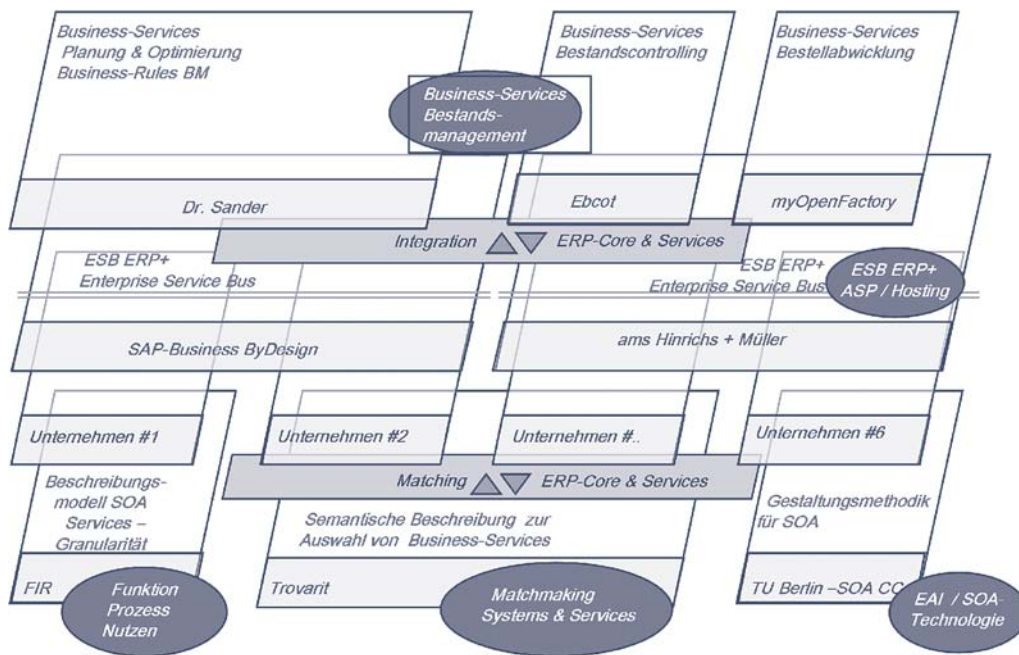 Business-Services
Planung & Optimierung
Business-Rules BM
Business-Services
Bestandscontrolling
Business-Services
Bestellabwicklung
Business-Services
Bestands-
management
Dr. Sander
Ebcot
myOpenFactory
Integration
ERP-Core & Services
ESB ERP+
Enterprise Service Bus
ESB ERP+
Enterprise Service Bus
ESB ERP+
ASP / Hosting
SAP-Business ByDesign
ams Hinrichs + Müller
Unternehmen #1
Unternehmen #2
Unternehmen #..
Unternehmen #6
Matching
ERP-Core & Services
Beschreibungs-
modell SOA
Services –
Granularität
Semantische Beschreibung zur
Auswahl von Business-Services
Gestaltungsmethodik
für SOA
FIR
Funktion
Prozess
Nutzen
Trovarit
Matchmaking
Systems & Services
TU Berlin –SOA CC
EAI / SOA-
Technologie